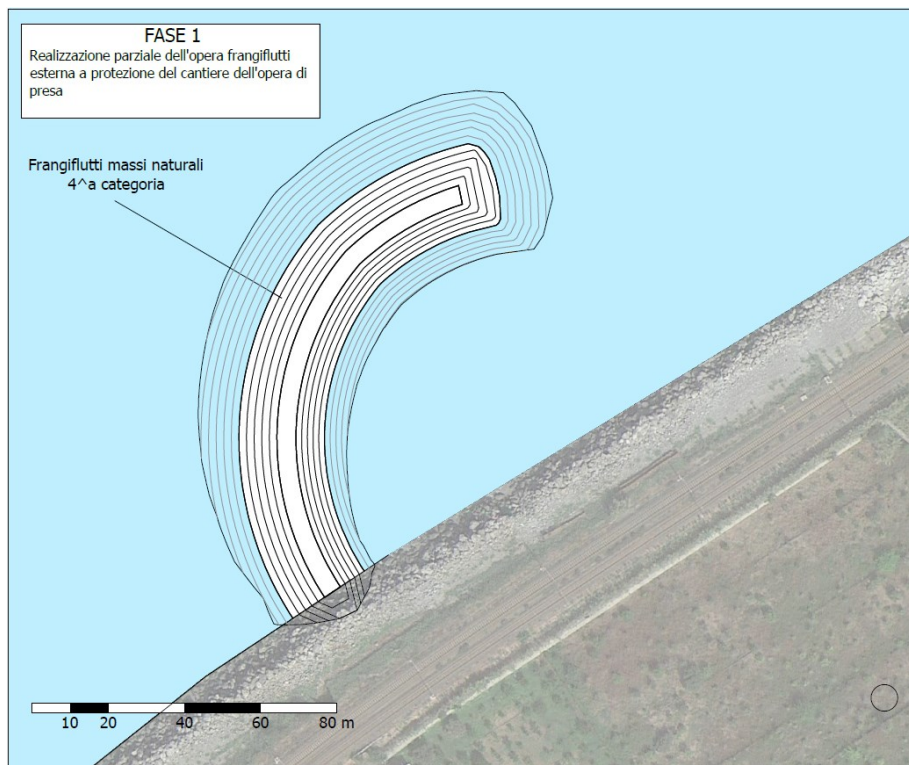 FASE 1
Realizzazione parziale dell'opera frangiflutti
esterna a protezione del cantiere dell'opera di
presa
Frangiflutti massi naturali
4^a categoria
10 20 40 60 80 m